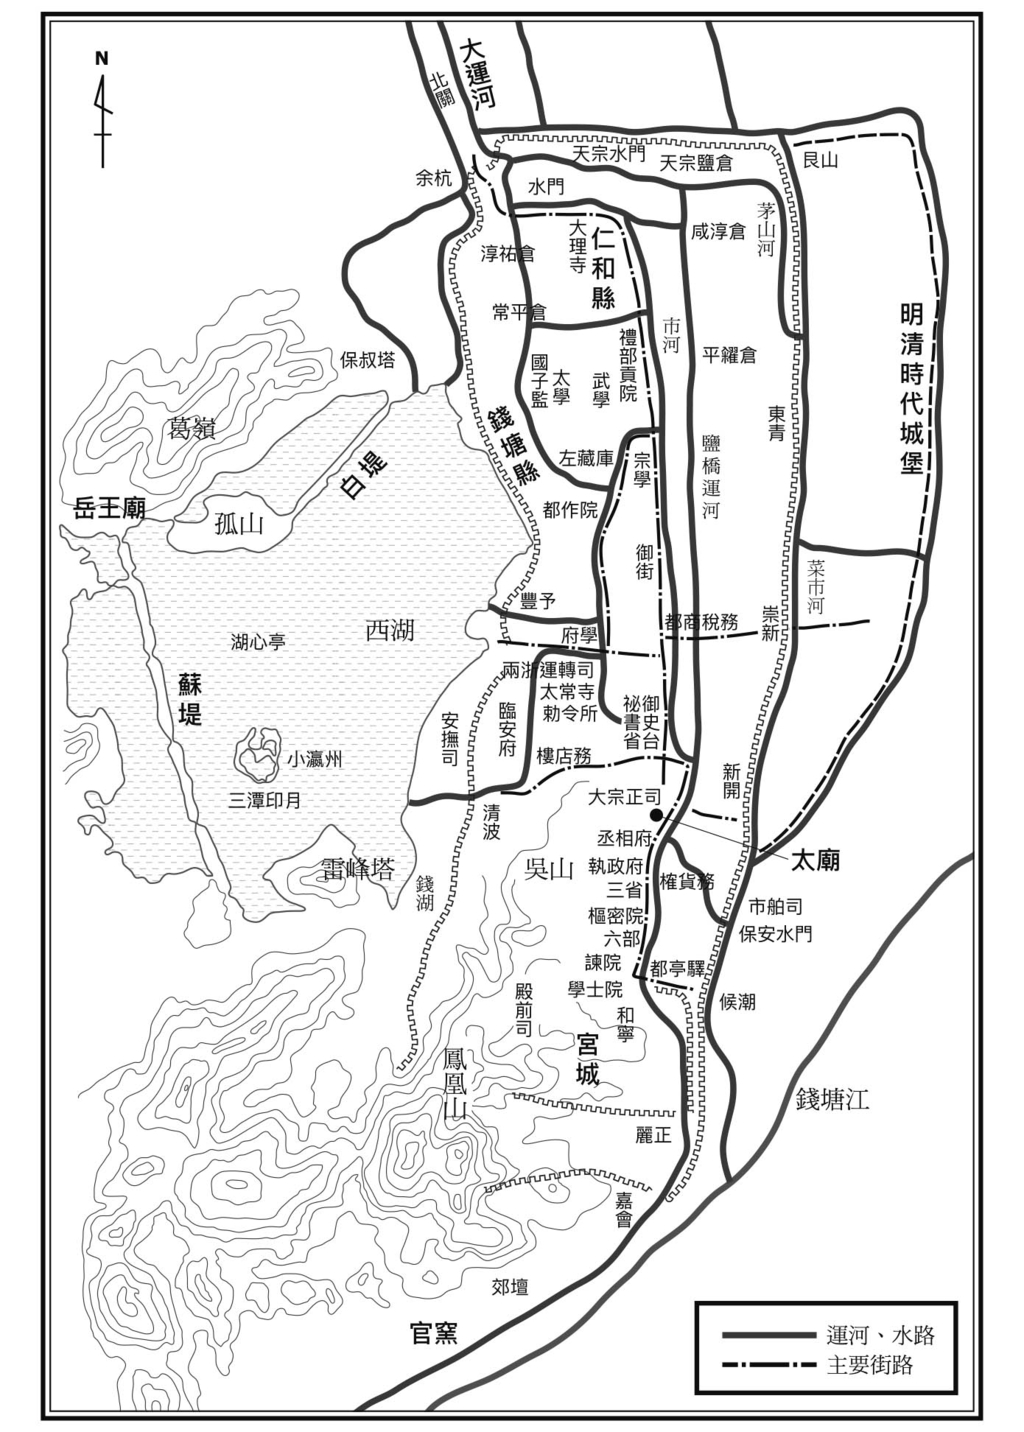 N
大運河
北關
天宗水門
天宗鹽倉
艮山
余杭
水門
茅山河
咸淳倉
大理寺
仁和縣
淳祐倉
常平倉
市河
明清時代城堡
禮部貢院
平糴倉
保叔塔
國子監
太學
武學
東青
葛嶺
錢塘縣
鹽橋運河
白堤
左藏庫
宗學
岳王廟
孤山
都作院
御街
菜市河
豐予
崇新
都商稅務
西湖
府學
湖心亭
兩浙運轉司
蘇堤
太常寺
勅令所
祕書省
御史台
臨安府
安撫司
小瀛州
樓店務
新開
三潭印月
大宗正司
清波
丞相府
太廟
吳山
執政府
雷峰塔
榷貨務
三省
錢湖
市舶司
樞密院
保安水門
六部
諫院
都亭驛
學士院
候潮
殿前司
和寧
宮城
鳳凰山
錢塘江
麗正
嘉會
郊壇
官窯
運河、水路
主要街路